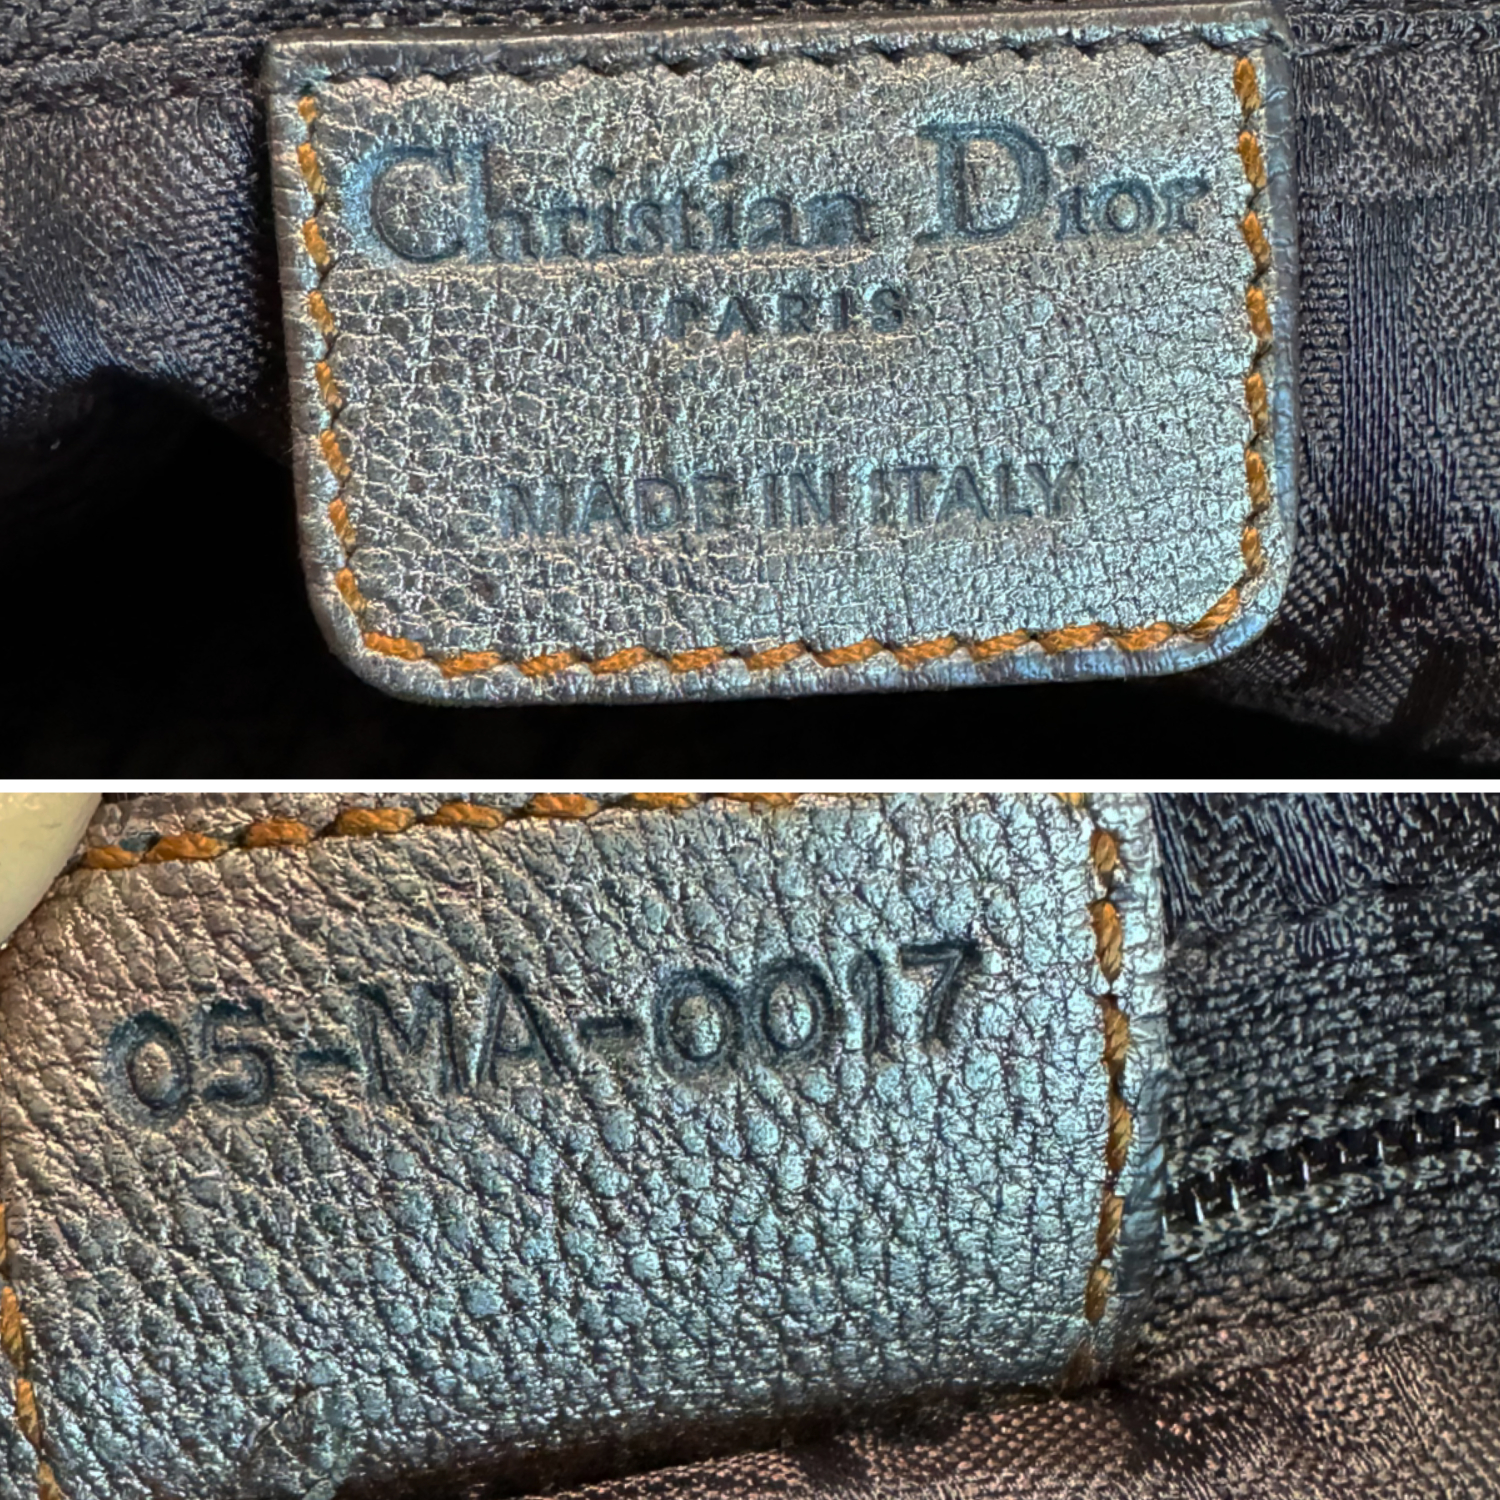 Christian Dior
PARIS
MADE IN ITALY
05-MA-0017